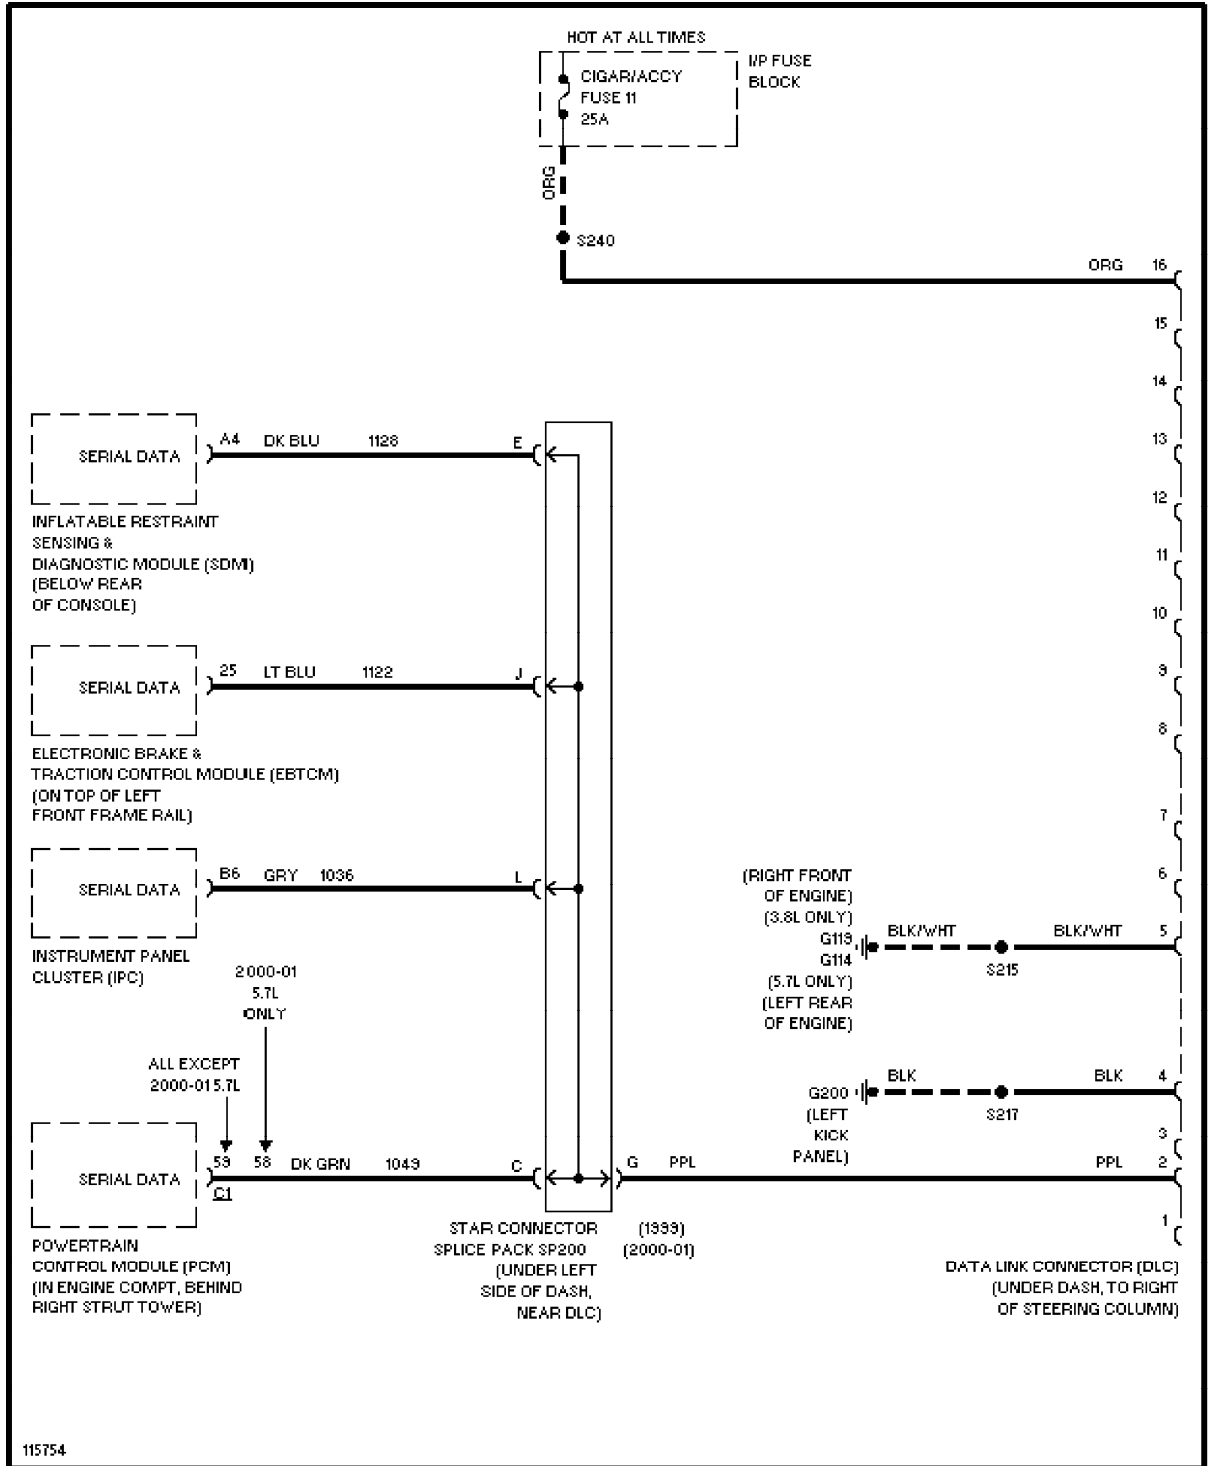 HOT AT ALL TIMES
CIGAR/ACCY
FUSE 11
25A
I/P FUSE
BLOCK
ORG
S240
ORG 16
15
14
13
12
11
10
9
8
7
6
SERIAL DATA
A4 DK BLU 1128 E
INFLATABLE RESTRAINT
SENSING &
DIAGNOSTIC MODULE (SDM)
(BELOW REAR
OF CONSOLE)
SERIAL DATA
25 LT BLU 1122 J
ELECTRONIC BRAKE &
TRACTION CONTROL MODULE (EBTCM)
(ON TOP OF LEFT
FRONT FRAME RAIL)
SERIAL DATA
B6 GRY 1036 L
INSTRUMENT PANEL
CLUSTER (IPC)
2000-01
5.7L
ONLY
ALL EXCEPT
2000-01 5.7L
(RIGHT FRONT
OF ENGINE)
(3.8L ONLY)
G119
G114
(5.7L ONLY)
(LEFT REAR
OF ENGINE)
BLK/WHT
S215
BLK/WHT 5
G200
(LEFT
KICK
PANEL)
BLK
S217
BLK 4
3
SERIAL DATA
59 58 DK GRN 1049 C
C1
G PPL
PPL 2
1
POWERTRAIN
CONTROL MODULE (PCM)
(IN ENGINE COMPT, BEHIND
RIGHT STRUT TOWER)
STAR CONNECTOR (1999)
SPLICE PACK SP200 (2000-01)
(UNDER LEFT
SIDE OF DASH,
NEAR DLC)
DATA LINK CONNECTOR (DLC)
(UNDER DASH, TO RIGHT
OF STEERING COLUMN)
115754